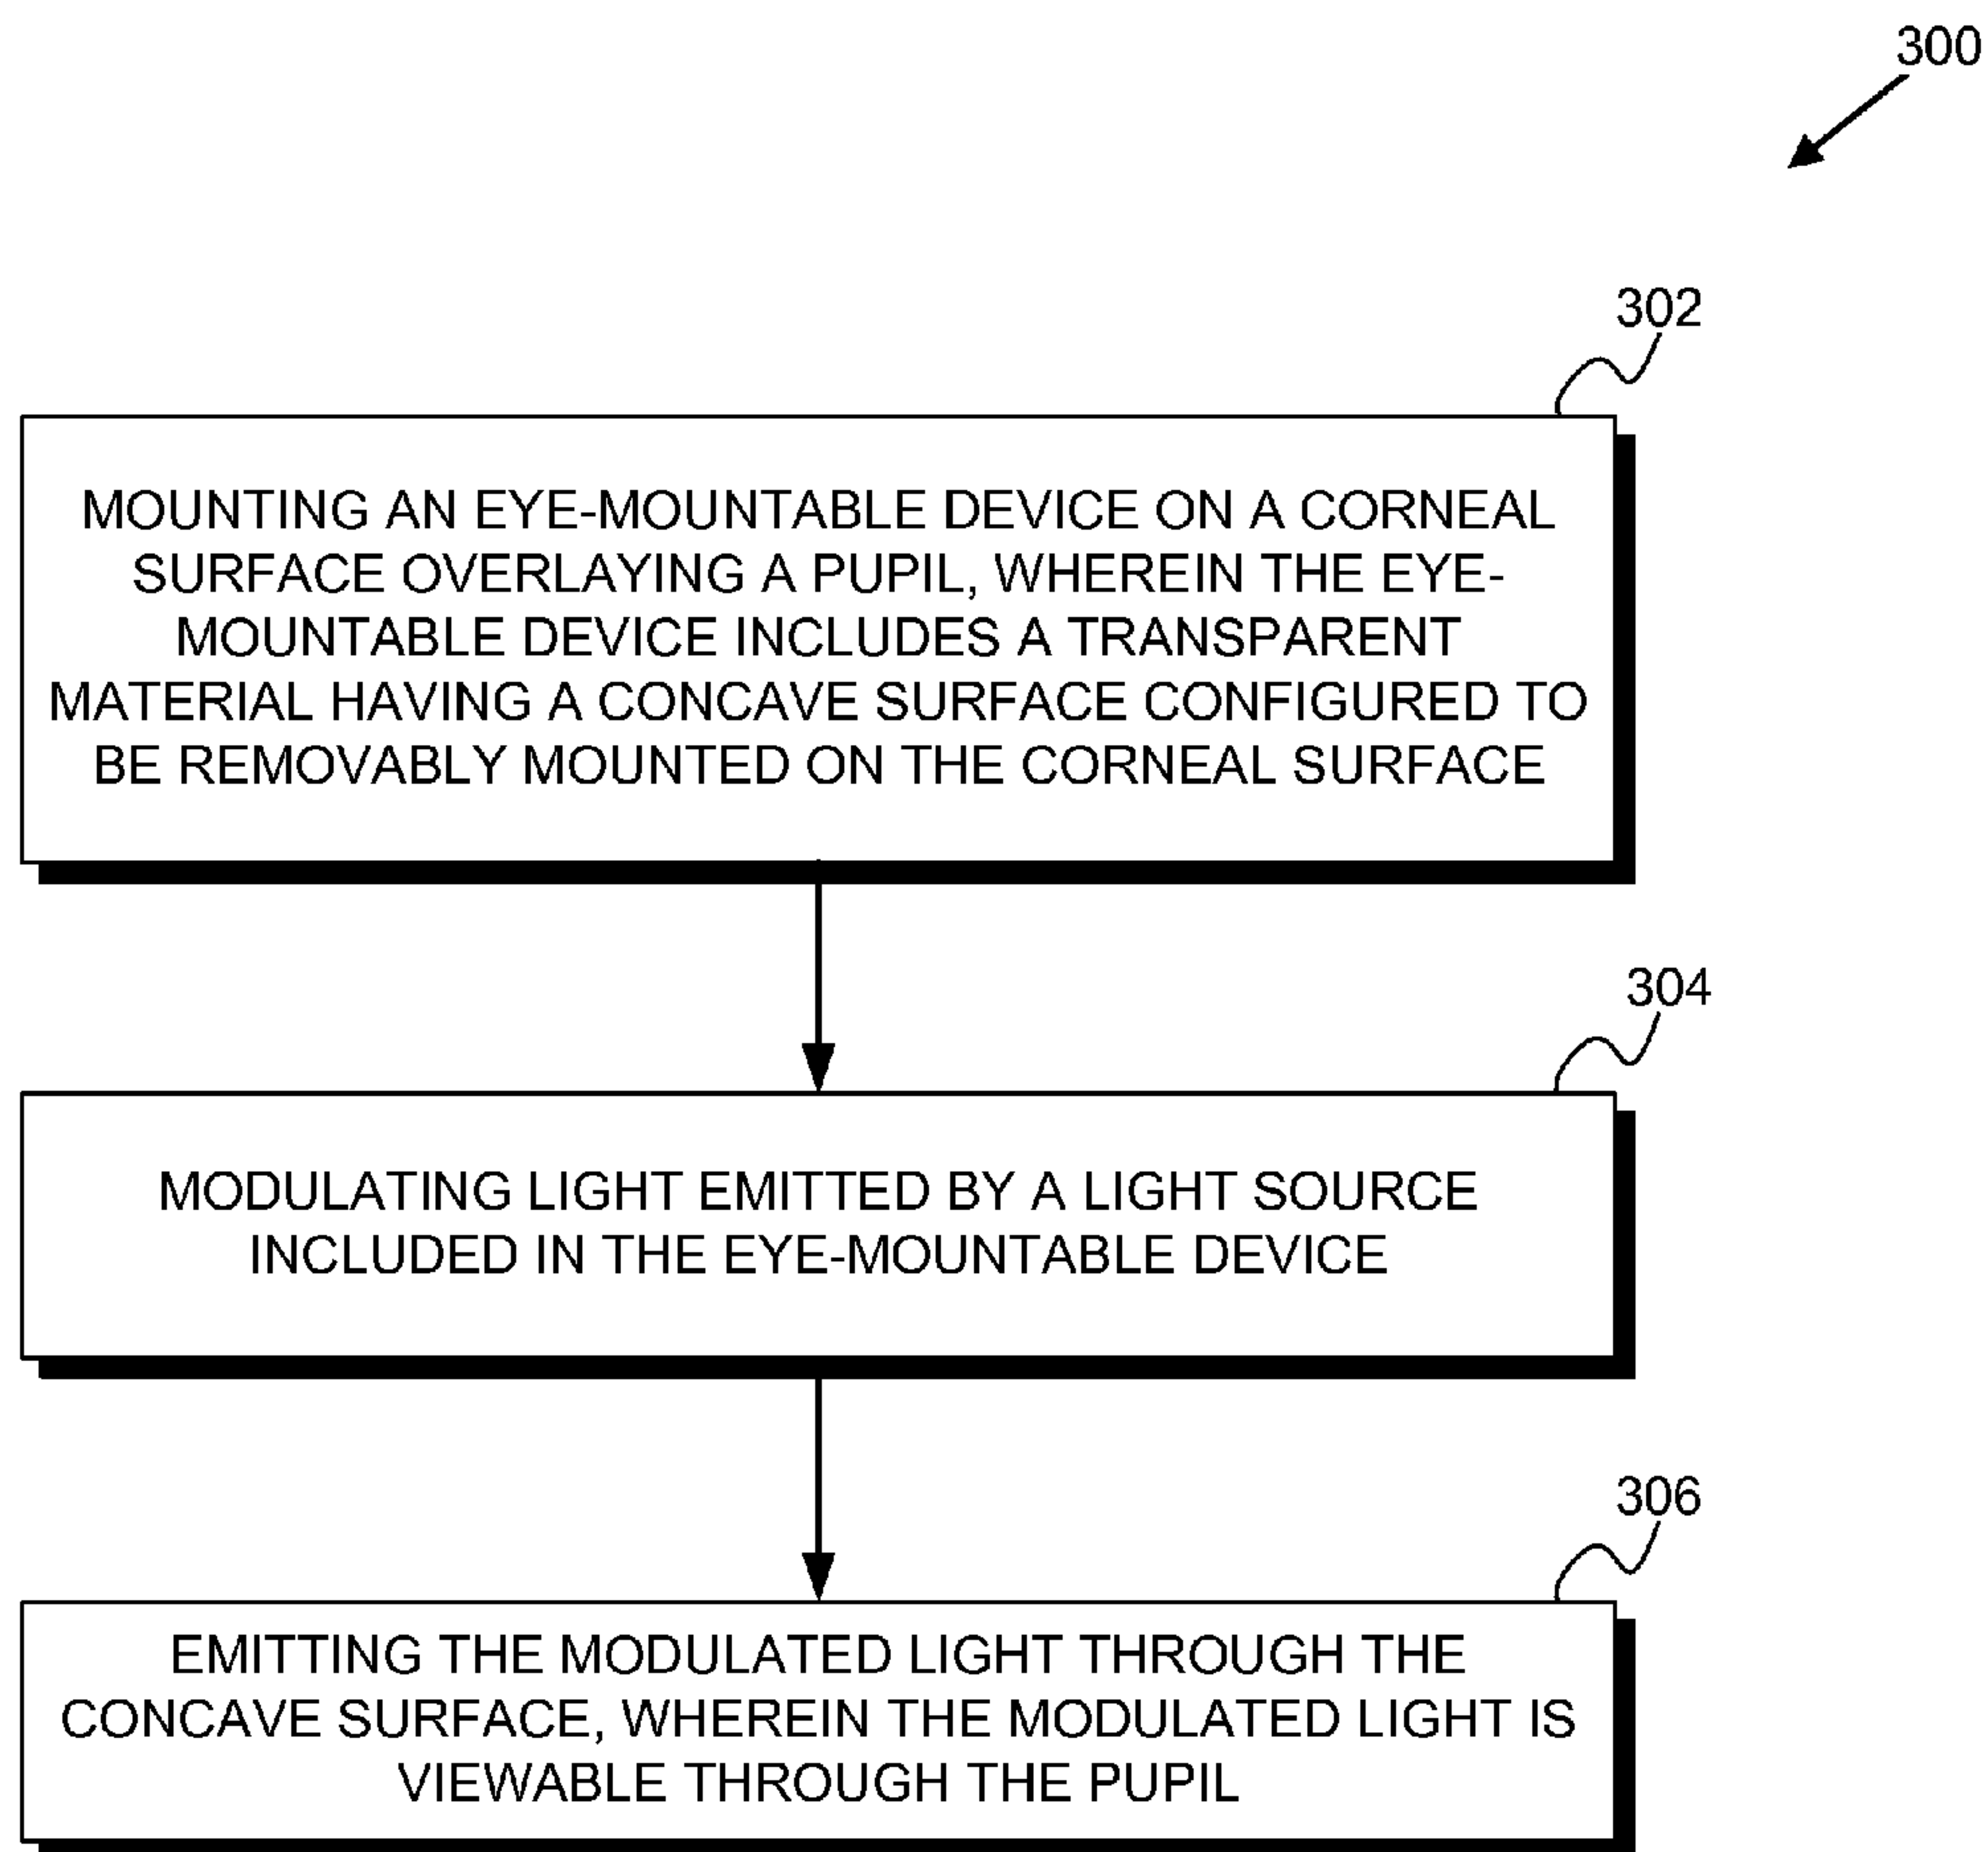 300
302
MOUNTING AN EYE-MOUNTABLE DEVICE ON A CORNEAL
SURFACE OVERLAYING A PUPIL, WHEREIN THE EYE-
MOUNTABLE DEVICE INCLUDES A TRANSPARENT
MATERIAL HAVING A CONCAVE SURFACE CONFIGURED TO
BE REMOVABLY MOUNTED ON THE CORNEAL SURFACE
304
MODULATING LIGHT EMITTED BY A LIGHT SOURCE
INCLUDED IN THE EYE-MOUNTABLE DEVICE
306
EMITTING THE MODULATED LIGHT THROUGH THE
CONCAVE SURFACE, WHEREIN THE MODULATED LIGHT IS
VIEWABLE THROUGH THE PUPIL